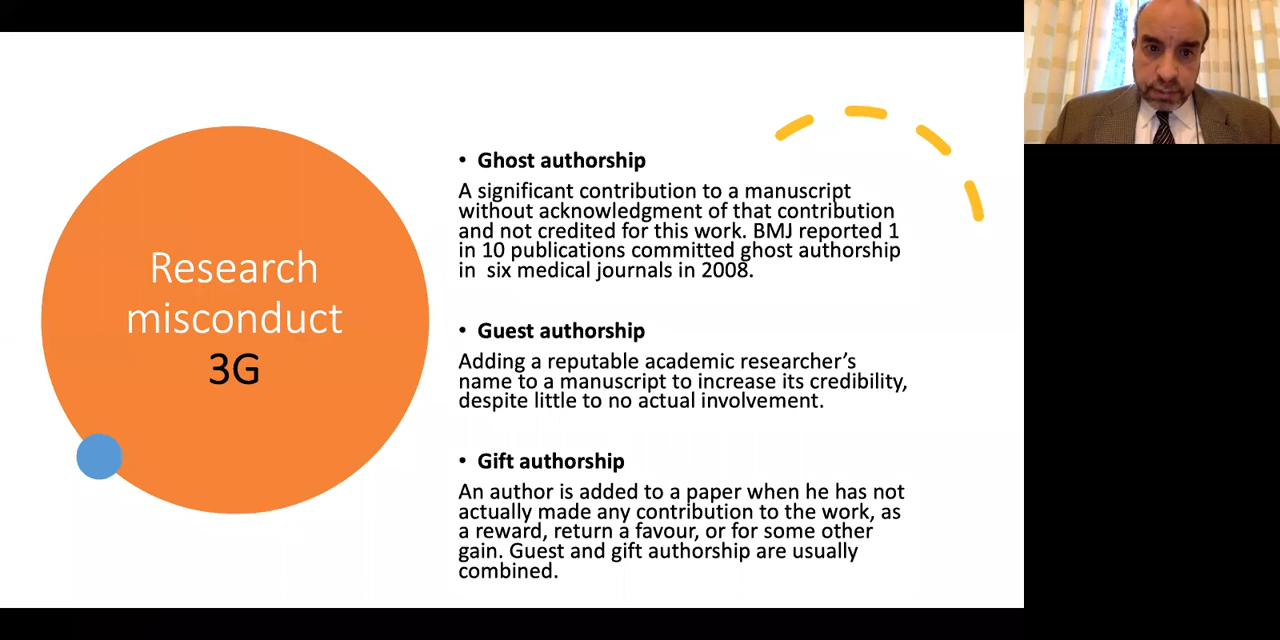 Research
misconduct
3G
• Ghost authorship
A significant contribution to a manuscript
without acknowledgment of that contribution
and not credited for this work. BMJ reported 1
in 10 publications committed ghost authorship
in six medical journals in 2008.
• Guest authorship
Adding a reputable academic researcher’s
name to a manuscript to increase its credibility,
despite little to no actual involvement.
• Gift authorship
An author is added to a paper when he has not
actually made any contribution to the work, as
a reward, return a favour, or for some other
gain. Guest and gift authorship are usually
combined.